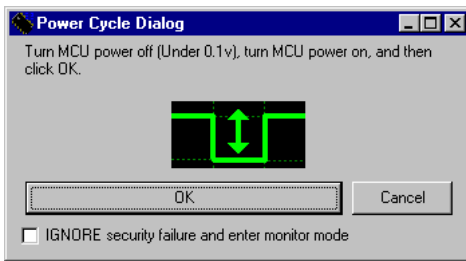 Power Cycle Dialog
Turn MCU power off (Under 0.1v), turn MCU power on, and then
click OK.
OK
Cancel
IGNORE security failure and enter monitor mode